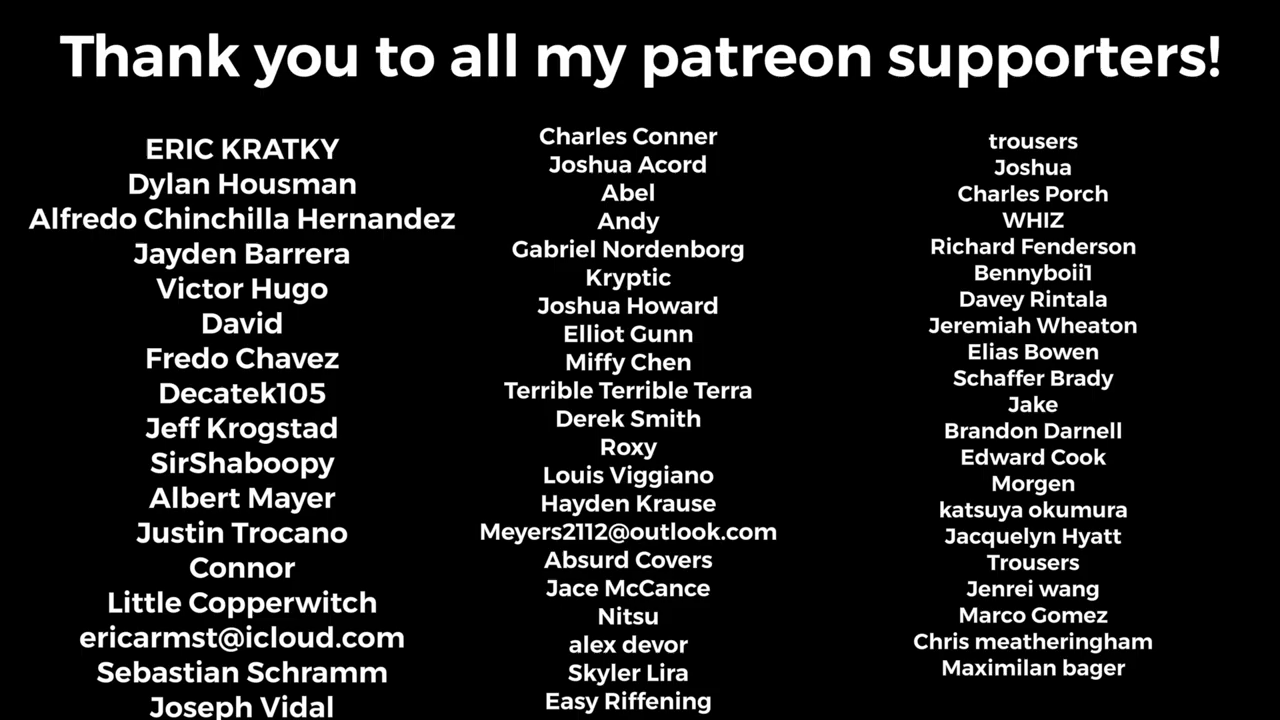 Thank you to all my patreon supporters!
ERIC KRATKY
Dylan Housman
Alfredo Chinchilla Hernandez
Jayden Barrera
Victor Hugo
David
Fredo Chavez
Decatek105
Jeff Krogstad
SirShaboopy
Albert Mayer
Justin Trocano
Connor
Little Copperwitch
ericarmst@icloud.com
Sebastian Schramm
Joseph Vidal
Charles Conner
Joshua Acord
Abel
Andy
Gabriel Nordenborg
Kryptic
Joshua Howard
Elliot Gunn
Miffy Chen
Terrible Terrible Terra
Derek Smith
Roxy
Louis Viggiano
Hayden Krause
Meyers2112@outlook.com
Absurd Covers
Jace McCance
Nitsu
alex devor
Skyler Lira
Easy Riffening
trousers
Joshua
Charles Porch
WHIZ
Richard Fenderson
Bennyboii1
Davey Rintala
Jeremiah Wheaton
Elias Bowen
Schaffer Brady
Jake
Brandon Darnell
Edward Cook
Morgen
katsuya okumura
Jacquelyn Hyatt
Trousers
Jenrei wang
Marco Gomez
Chris meatheringham
Maximilan bager